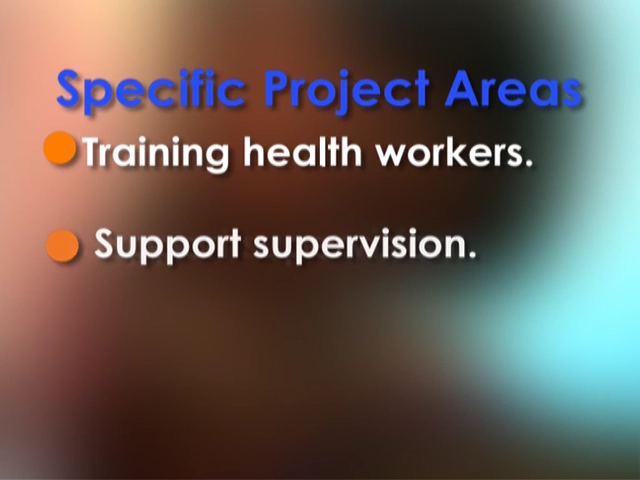 Specific Project Areas
Training health workers.
Support supervision.